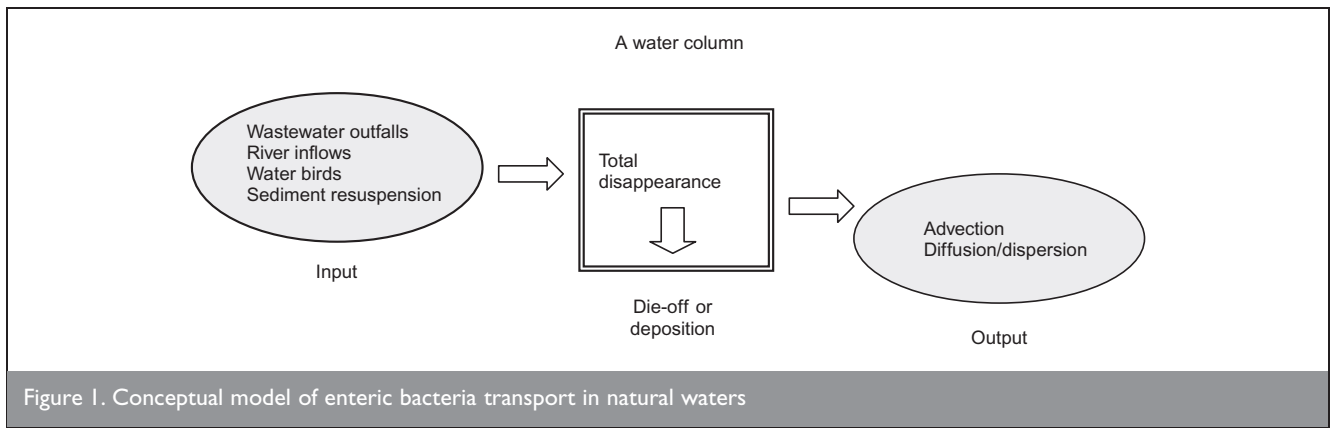 A water column
Wastewater outfalls
River inflows
Water birds
Sediment resuspension
Input
Total
disappearance
Die-off or
deposition
Advection
Diffusion/dispersion
Output
Figure 1. Conceptual model of enteric bacteria transport in natural waters